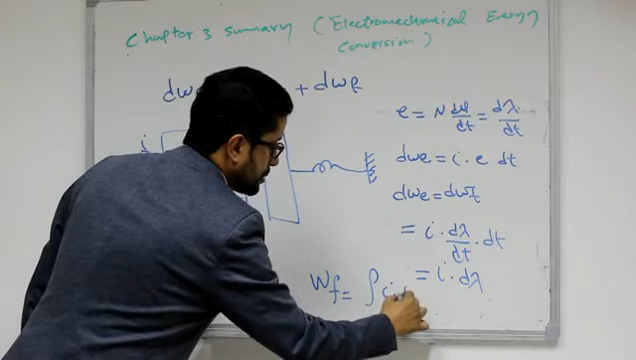 Chapter 3 summary (Electromechanical Energy
conversion)
dw + dwf
i
e = N dφ/dt = dλ/dt
dwe = i . e dt
dwe = dwf
= i . dλ/dt . dt
= i . dλ
Wf = ∫ i .